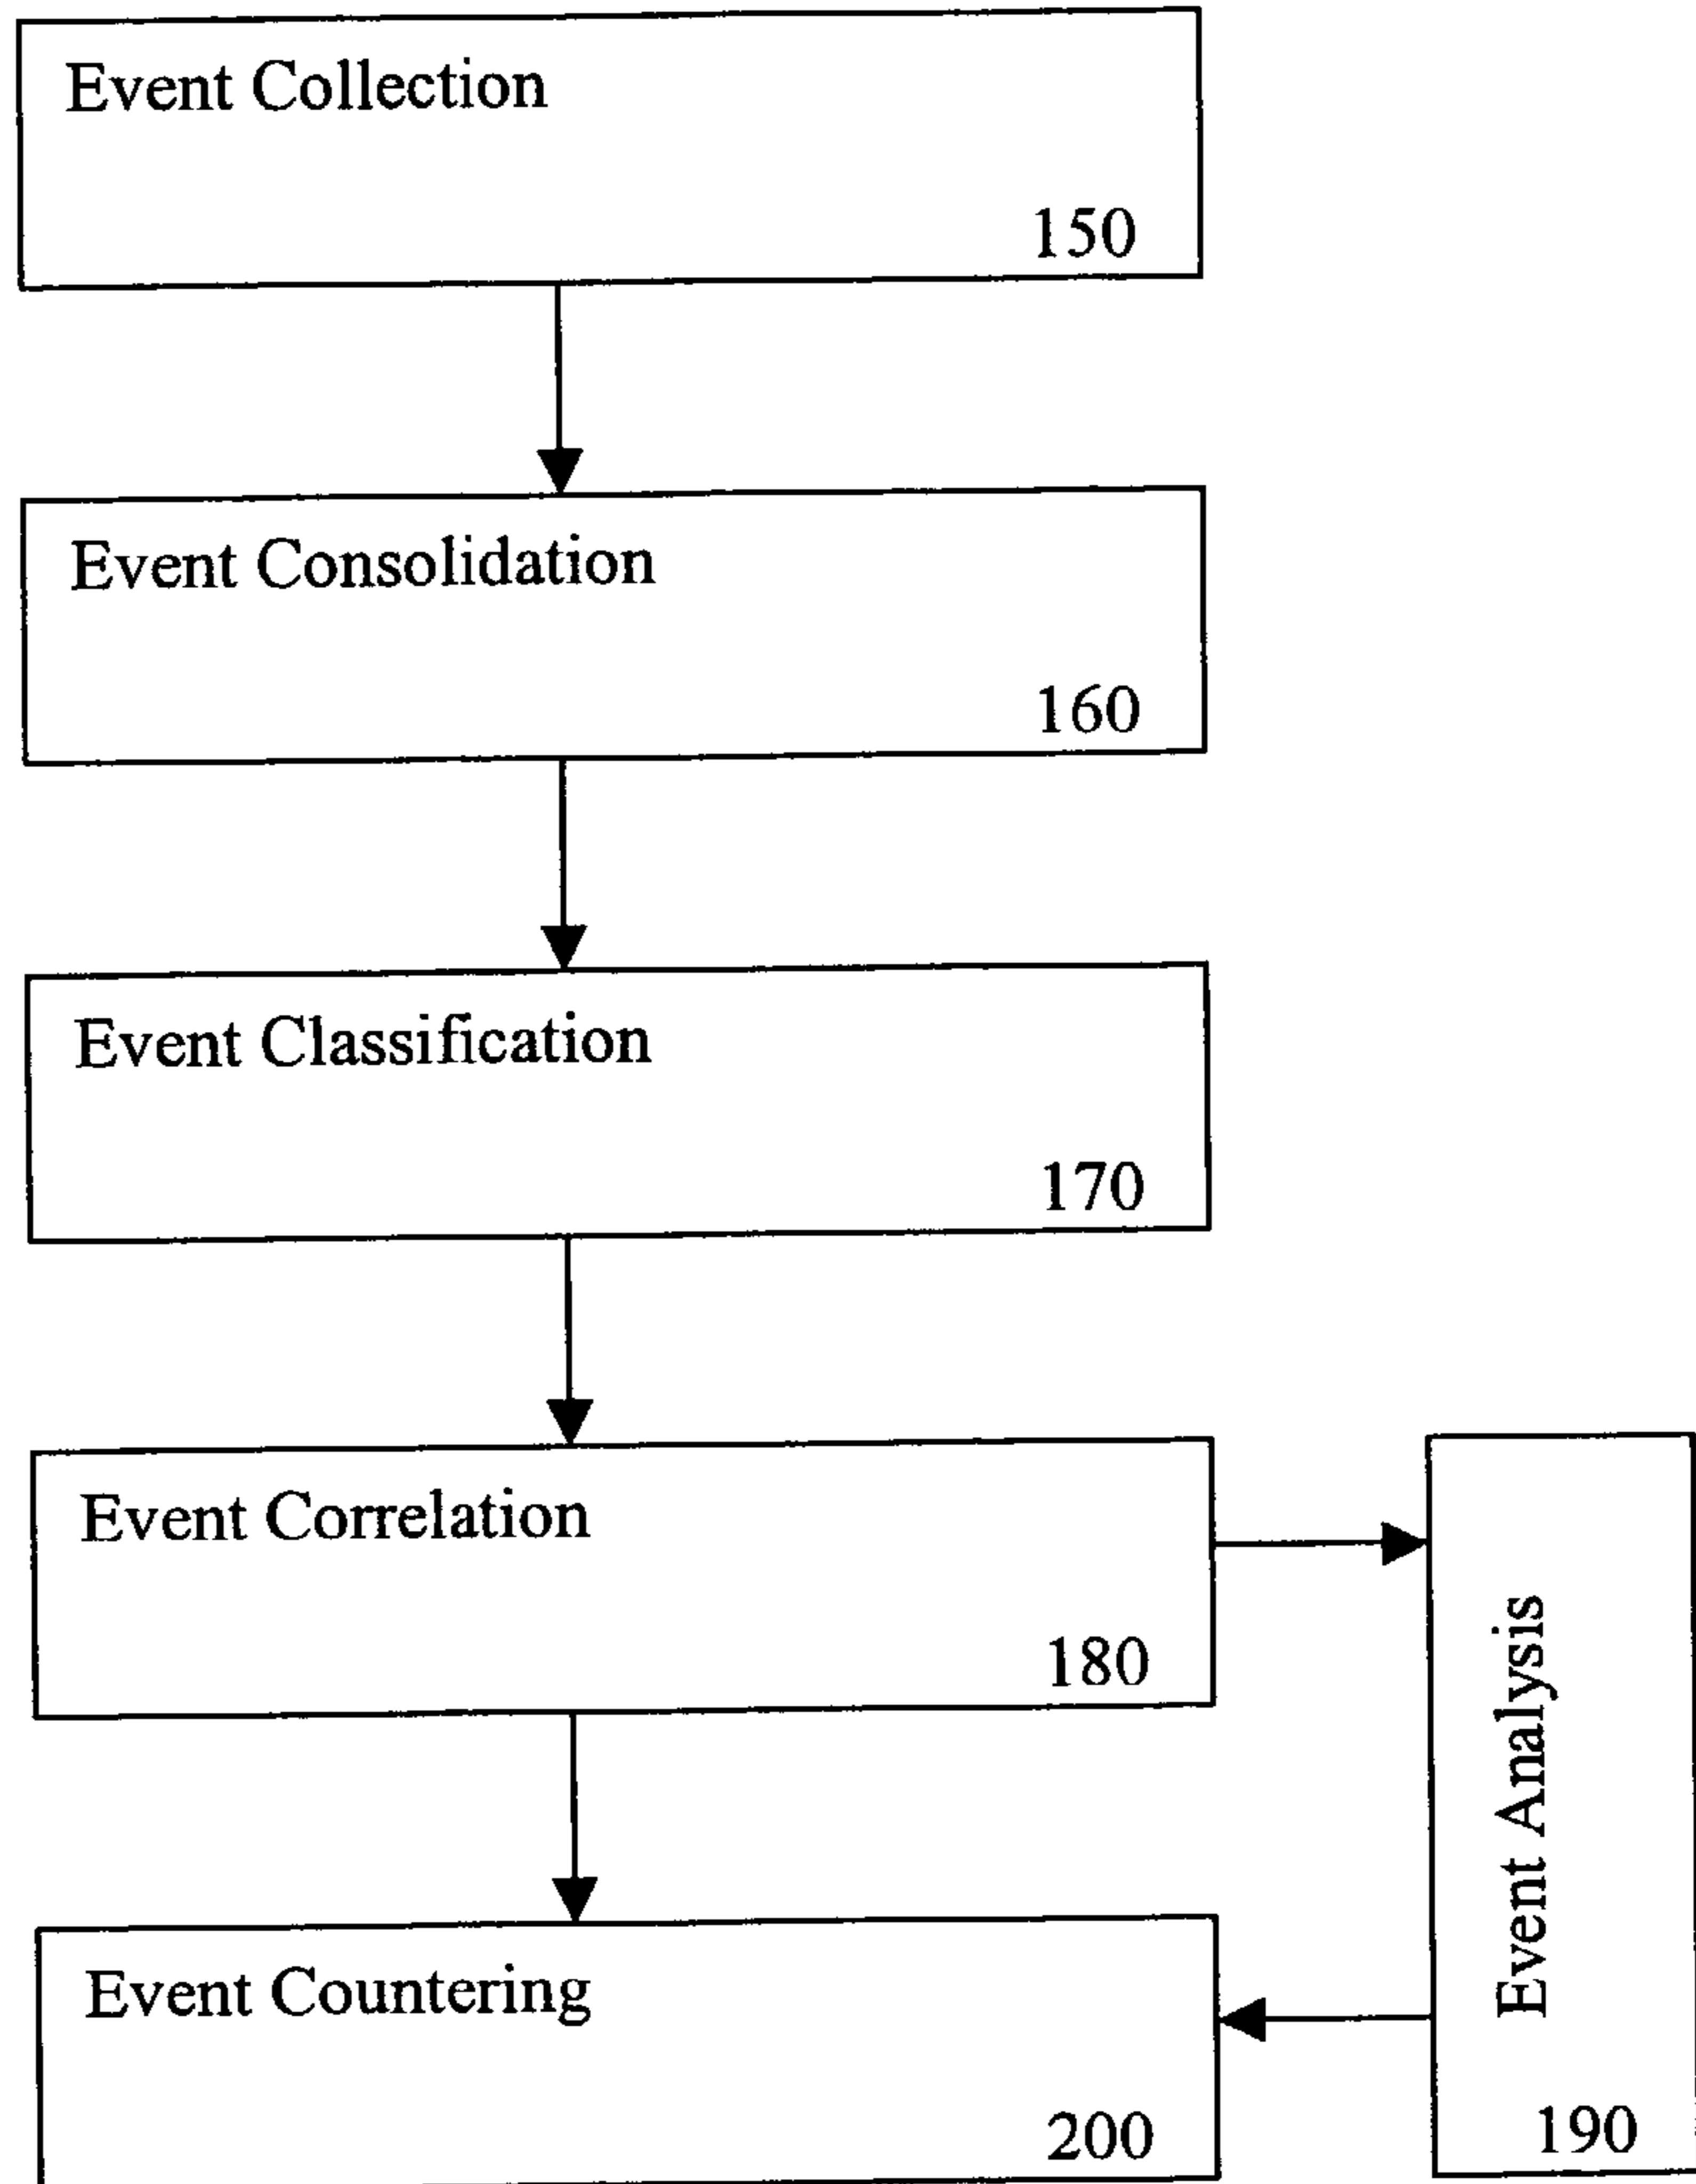 Event Collection
150
Event Consolidation
160
Event Classification
170
Event Correlation
180
Event Analysis
190
Event Countering
200